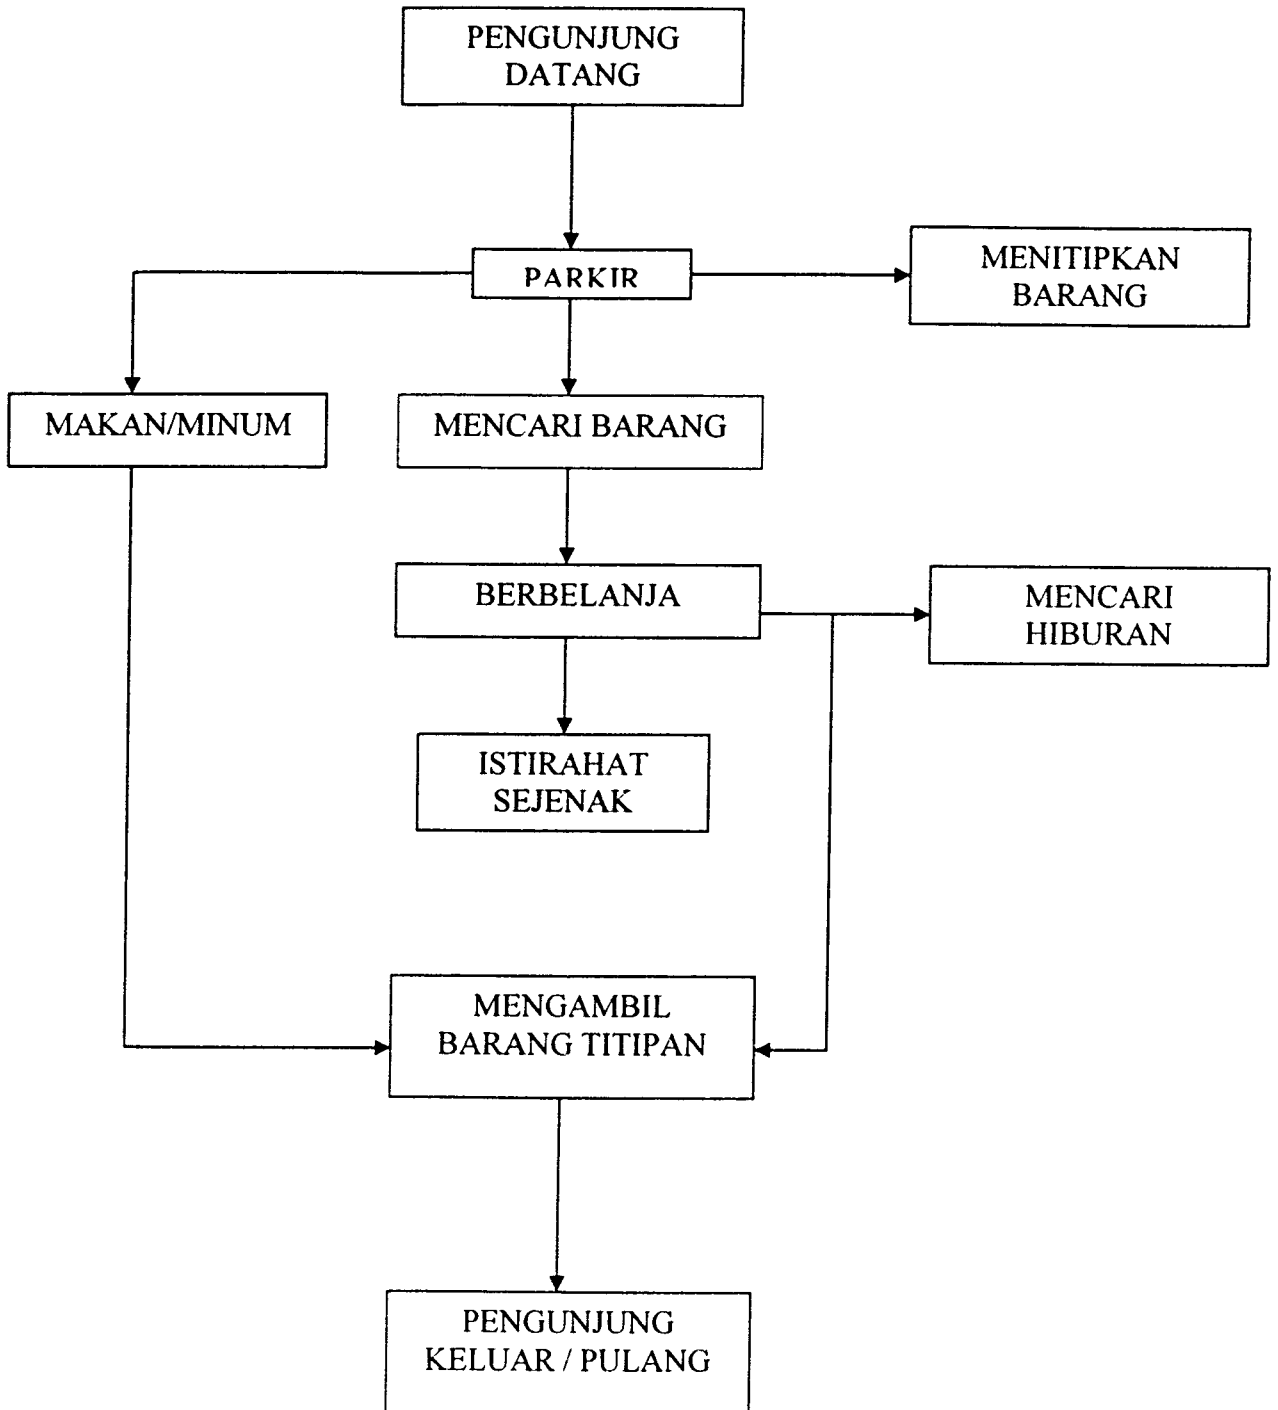 PENGUNJUNG
DATANG
PARKIR
MENITIPKAN
BARANG
MAKAN/MINUM
MENCARI BARANG
BERBELANJA
MENCARI
HIBURAN
ISTIRAHAT
SEJENAK
MENGAMBIL
BARANG TITIPAN
PENGUNJUNG
KELUAR / PULANG